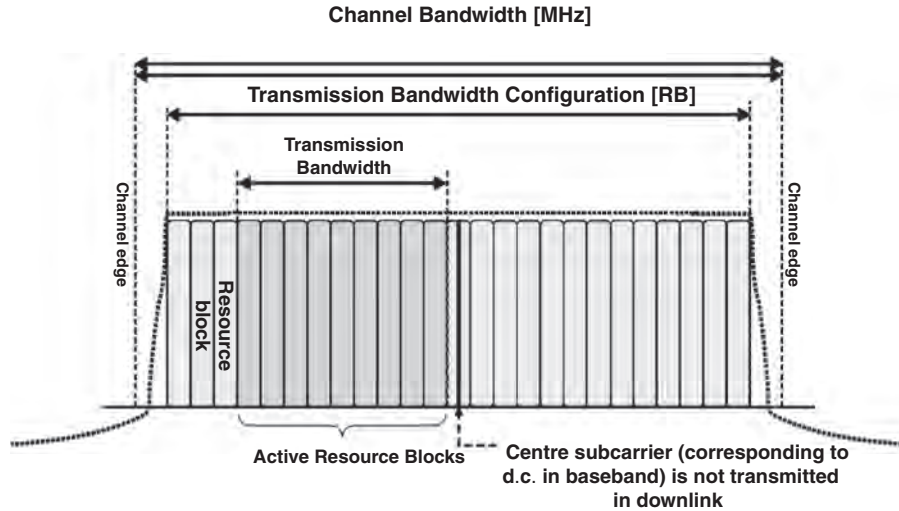 Channel Bandwidth [MHz]
Transmission Bandwidth Configuration [RB]
Transmission
Bandwidth
Channel edge
Channel edge
Resource
block
Active Resource Blocks
Centre subcarrier (corresponding to
d.c. in baseband) is not transmitted
in downlink